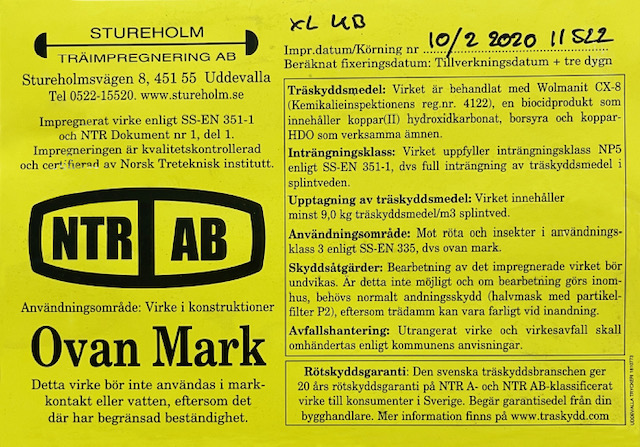 STUREHOLM
TRÄIMPREGNERING AB
Stureholmsvägen 8, 451 55 Uddevalla
Tel 0522-15520. www.stureholm.se
Impregnerat virke enligt SS-EN 351-1
och NTR Dokument nr 1, del 1.
Impregneringen är kvalitetskontrollerad
och certifierad av Norsk Treteknisk institutt.
NTR AB
Användningsområde: Virke i konstruktioner
Ovan Mark
Detta virke bör inte användas i mark-
kontakt eller vatten, eftersom det
där har begränsad beständighet.
XL UB
Impr.datum/Körning nr 10/2 2020 11522
Beräknat fixeringsdatum: Tillverkningsdatum + tre dygn
Träskyddsmedel: Virket är behandlat med Wolmanit CX-8
(Kemikalieinspektionens reg.nr. 4122), en biocidprodukt som
innehåller koppar(II) hydroxidkarbonat, borsyra och koppar-
HDO som verksamma ämnen.
Inträngningsklass: Virket uppfyller inträngningsklass NP5
enligt SS-EN 351-1, dvs full inträngning av träskyddsmedel i
splintveden.
Upptagning av träskyddsmedel: Virket innehåller
minst 9,0 kg träskyddsmedel/m3 splintved.
Användningsområde: Mot röta och insekter i användnings-
klass 3 enligt SS-EN 335, dvs ovan mark.
Skyddsåtgärder: Bearbetning av det impregnerade virket bör
undvikas. Är detta inte möjligt och om bearbetning görs inom-
hus, behövs normalt andningsskydd (halvmask med partikel-
filter P2), eftersom trädamm kan vara farligt vid inandning.
Avfallshantering: Utrangerat virke och virkesavfall skall
omhändertas enligt kommunens anvisningar.
Rötskyddsgaranti: Den svenska träskyddsbranschen ger
20 års rötskyddsgaranti på NTR A- och NTR AB-klassificerat
virke till konsumenter i Sverige. Begär garantisedel från din
bygghandlare. Mer information finns på www.traskydd.com